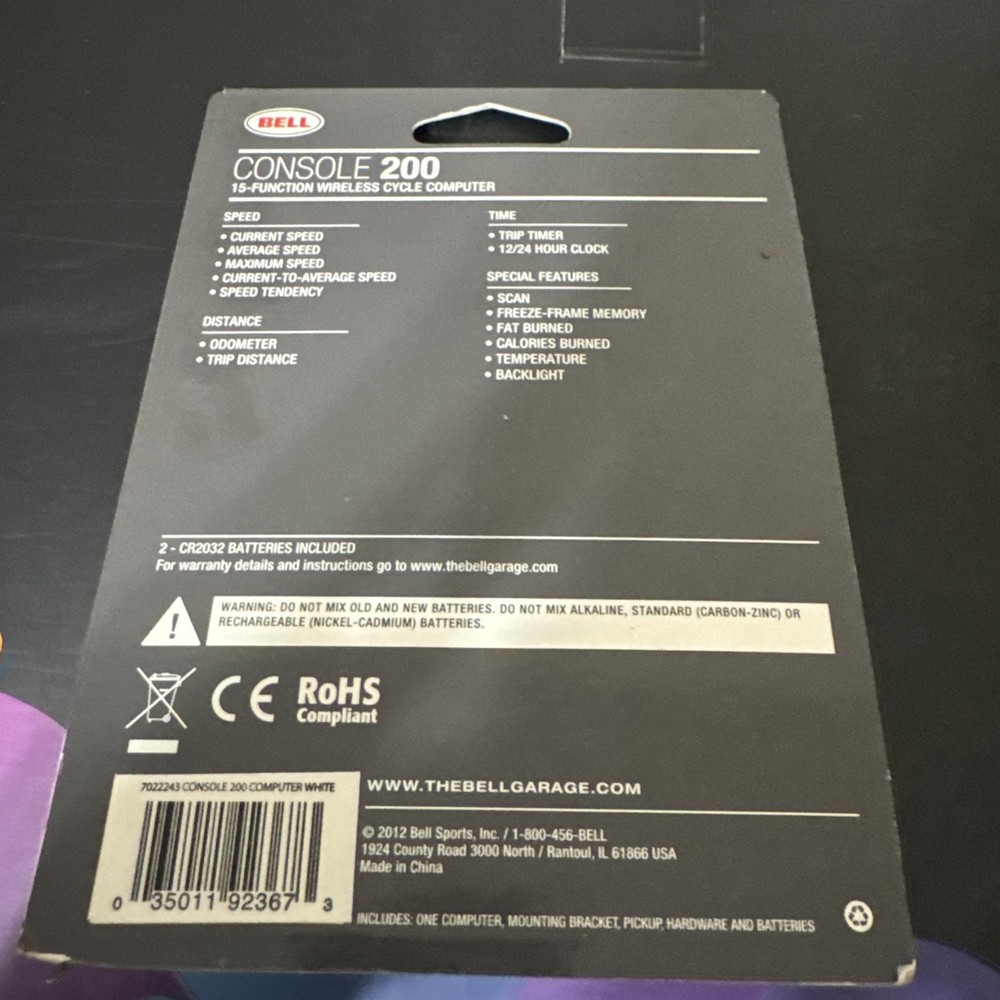 BELL
CONSOLE 200
15-FUNCTION WIRELESS CYCLE COMPUTER
SPEED
• CURRENT SPEED
• AVERAGE SPEED
• MAXIMUM SPEED
• CURRENT-TO-AVERAGE SPEED
• SPEED TENDENCY
DISTANCE
• ODOMETER
• TRIP DISTANCE
TIME
• TRIP TIMER
• 12/24 HOUR CLOCK
SPECIAL FEATURES
• SCAN
• FREEZE-FRAME MEMORY
• FAT BURNED
• CALORIES BURNED
• TEMPERATURE
• BACKLIGHT
2 - CR2032 BATTERIES INCLUDED
For warranty details and instructions go to www.thebellgarage.com
WARNING: DO NOT MIX OLD AND NEW BATTERIES. DO NOT MIX ALKALINE, STANDARD (CARBON-ZINC) OR
RECHARGEABLE (NICKEL-CADMIUM) BATTERIES.
CE RoHS
Compliant
7022243 CONSOLE 200 COMPUTER WHITE
0 35011 92367 3
WWW.THEBELLGARAGE.COM
© 2012 Bell Sports, Inc. / 1-800-456-BELL
1924 County Road 3000 North / Rantoul, IL 61866 USA
Made in China
INCLUDES: ONE COMPUTER, MOUNTING BRACKET, PICKUP, HARDWARE AND BATTERIES